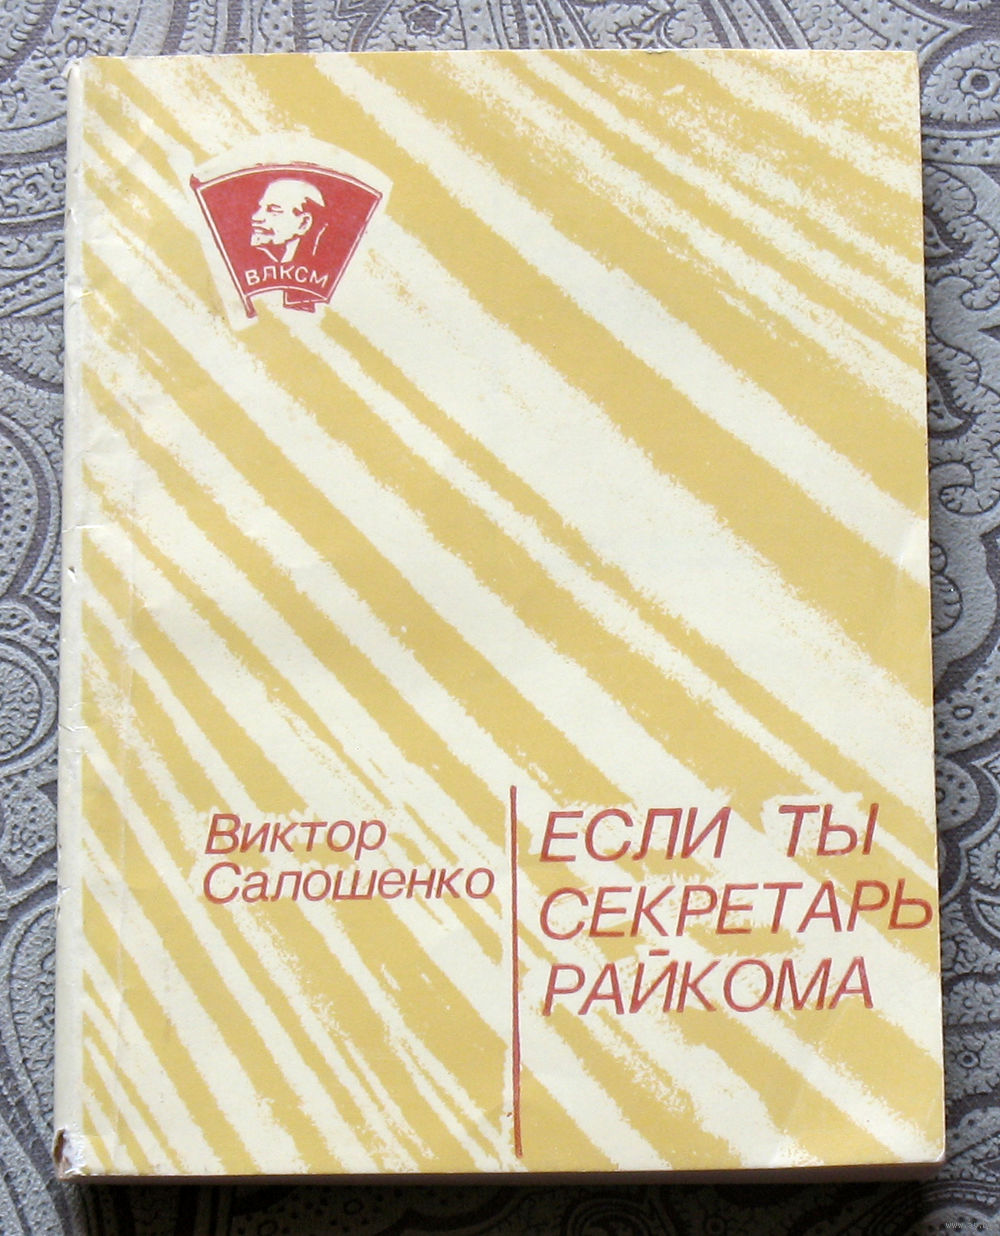 ВЛКСМ
Виктор
Салошенко
ЕСЛИ ТЫ
СЕКРЕТАРЬ
РАЙКОМА